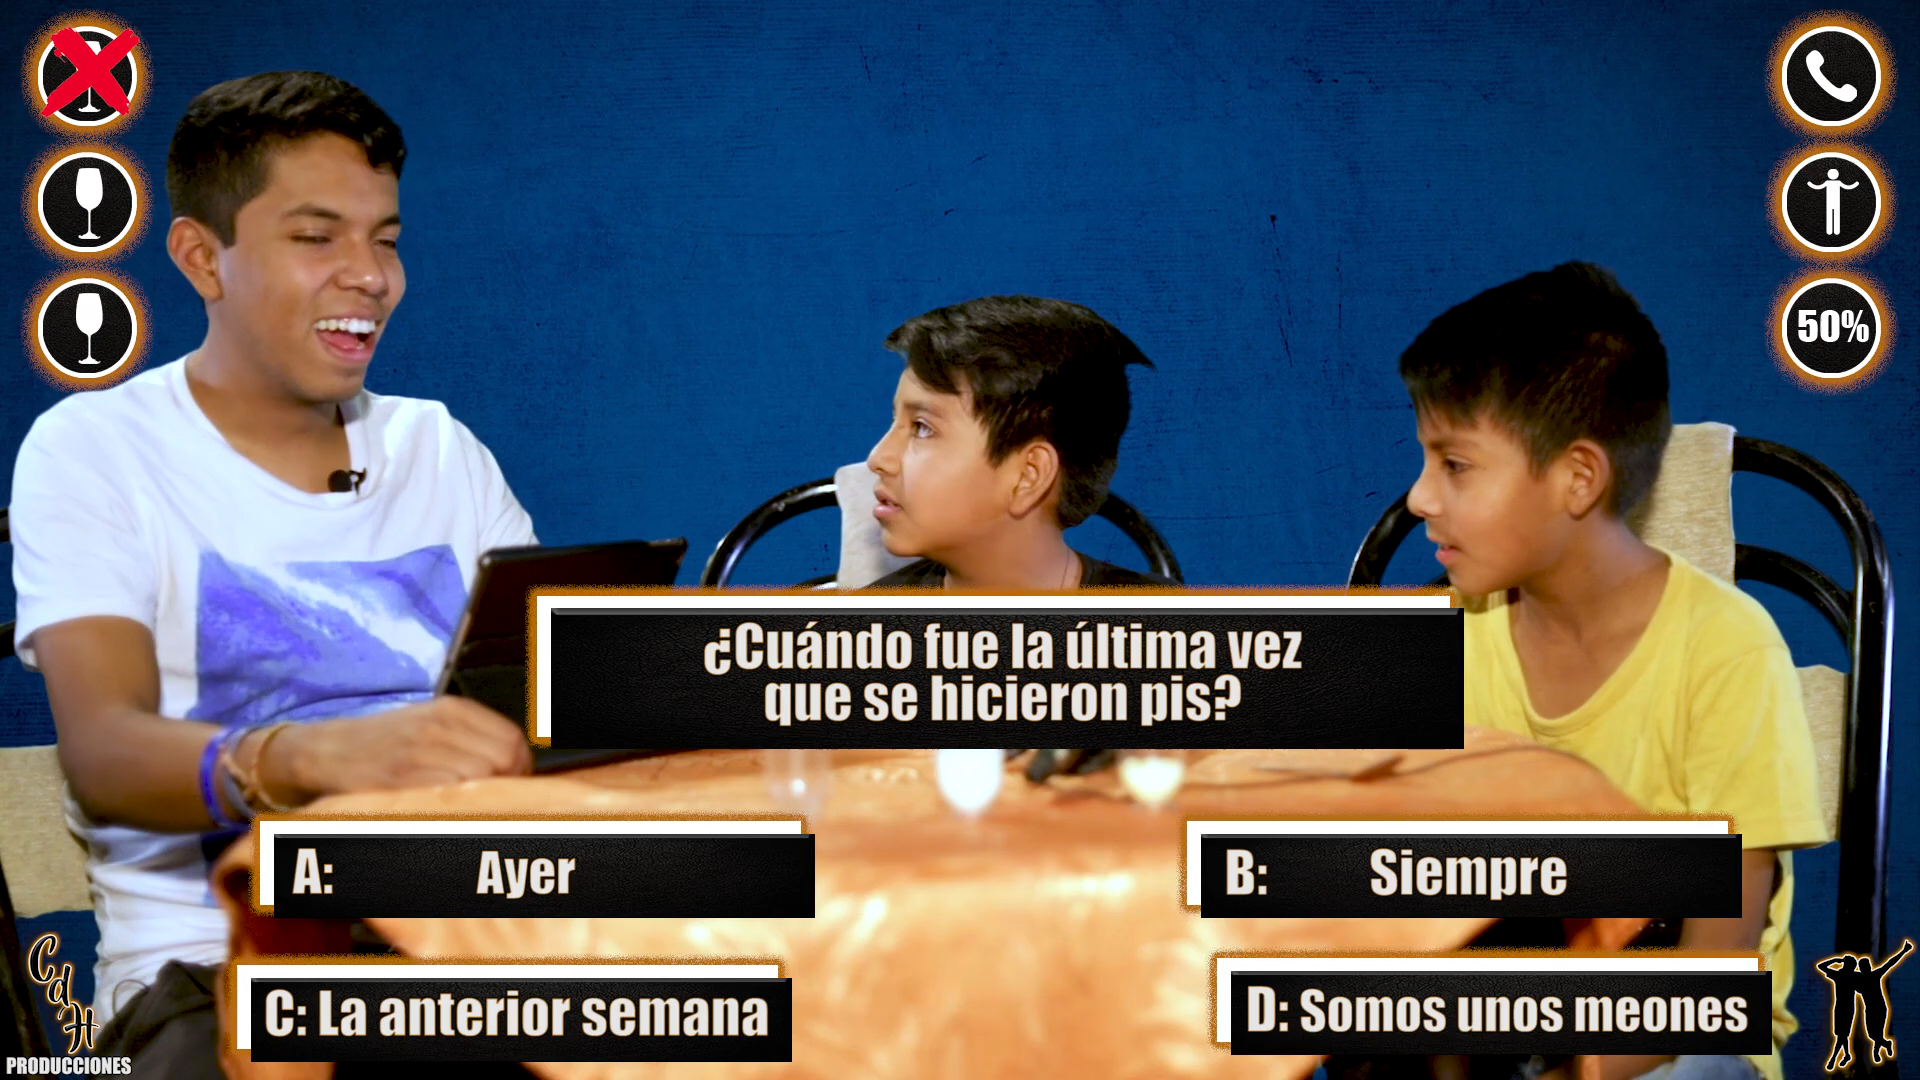 50%
¿Cuándo fue la última vez
que se hicieron pis?
A: Ayer
B: Siempre
C: La anterior semana
D: Somos unos meones
CdH
PRODUCCIONES